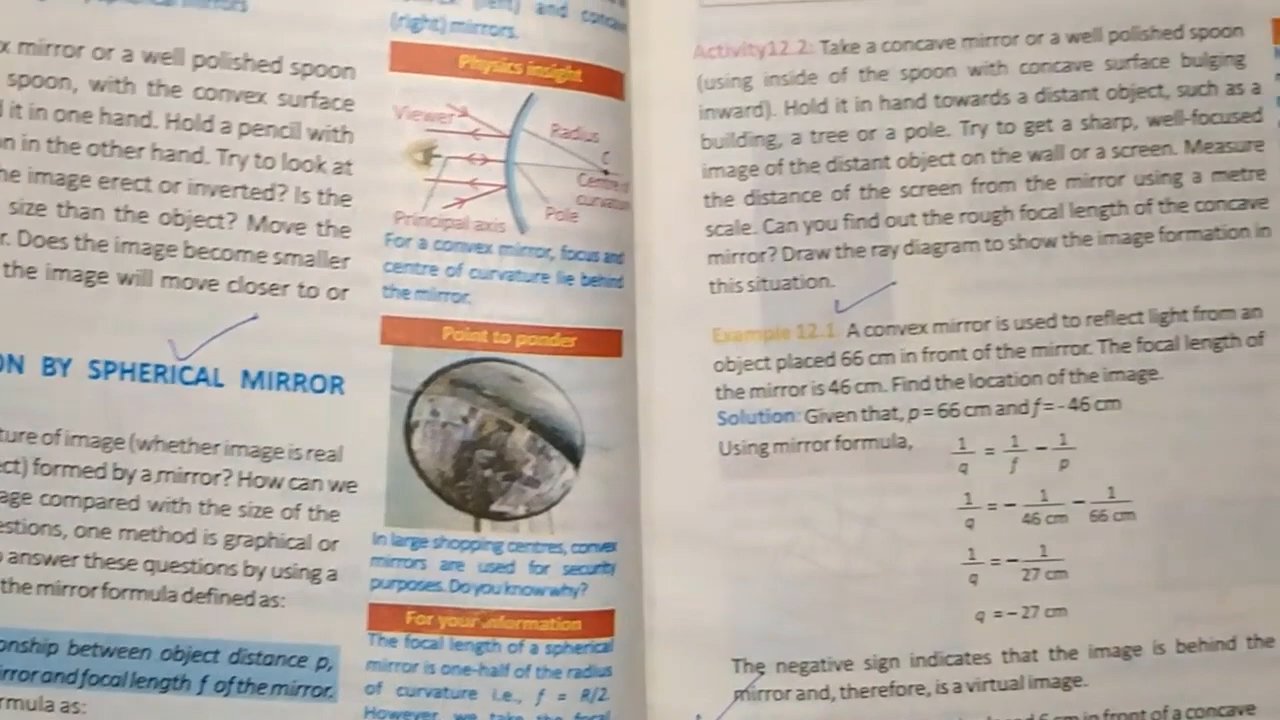 (right) mirrors.
x mirror or a well polished spoon
spoon, with the convex surface
it in one hand. Hold a pencil with
in the other hand. Try to look at
image erect or inverted? Is the
size than the object? Move the
Does the image become smaller
the image will move closer to or
BY SPHERICAL MIRROR
ture of image (whether image is real
formed by a mirror? How can we
compared with the size of the
one method is graphical or
answer these questions by using a
the mirror formula defined as:
between object distance p,
and focal length f of the mirror.
as:
Physics insight
Viewer
Radius
C
Centre of
curvature
Pole
Principal axis
For a convex mirror, focus and
centre of curvature lie behind
the mirror.
Point to ponder
In large shopping centres, convex
mirrors are used for security
purposes. Do you know why?
For your information
The focal length of a spherical
mirror is one-half of the radius
of curvature i.e., f = R/2
However, we take the focal
Activity12.2: Take a concave mirror or a well polished spoon
(using inside of the spoon with concave surface bulging
inward). Hold it in hand towards a distant object, such as a
building, a tree or a pole. Try to get a sharp, well-focused
image of the distant object on the wall or a screen. Measure
the distance of the screen from the mirror using a metre
scale. Can you find out the rough focal length of the concave
mirror? Draw the ray diagram to show the image formation in
this situation.
Example 12.1 A convex mirror is used to reflect light from an
object placed 66 cm in front of the mirror. The focal length of
the mirror is 46 cm. Find the location of the image.
Solution: Given that, p = 66 cm and f = - 46 cm
Using mirror formula, 1/q = 1/f - 1/p
1/q = - 1/46 cm - 1/66 cm
1/q = - 1/27 cm
q = - 27 cm
The negative sign indicates that the image is behind the
mirror and, therefore, is a virtual image.
6 cm in front of a concave